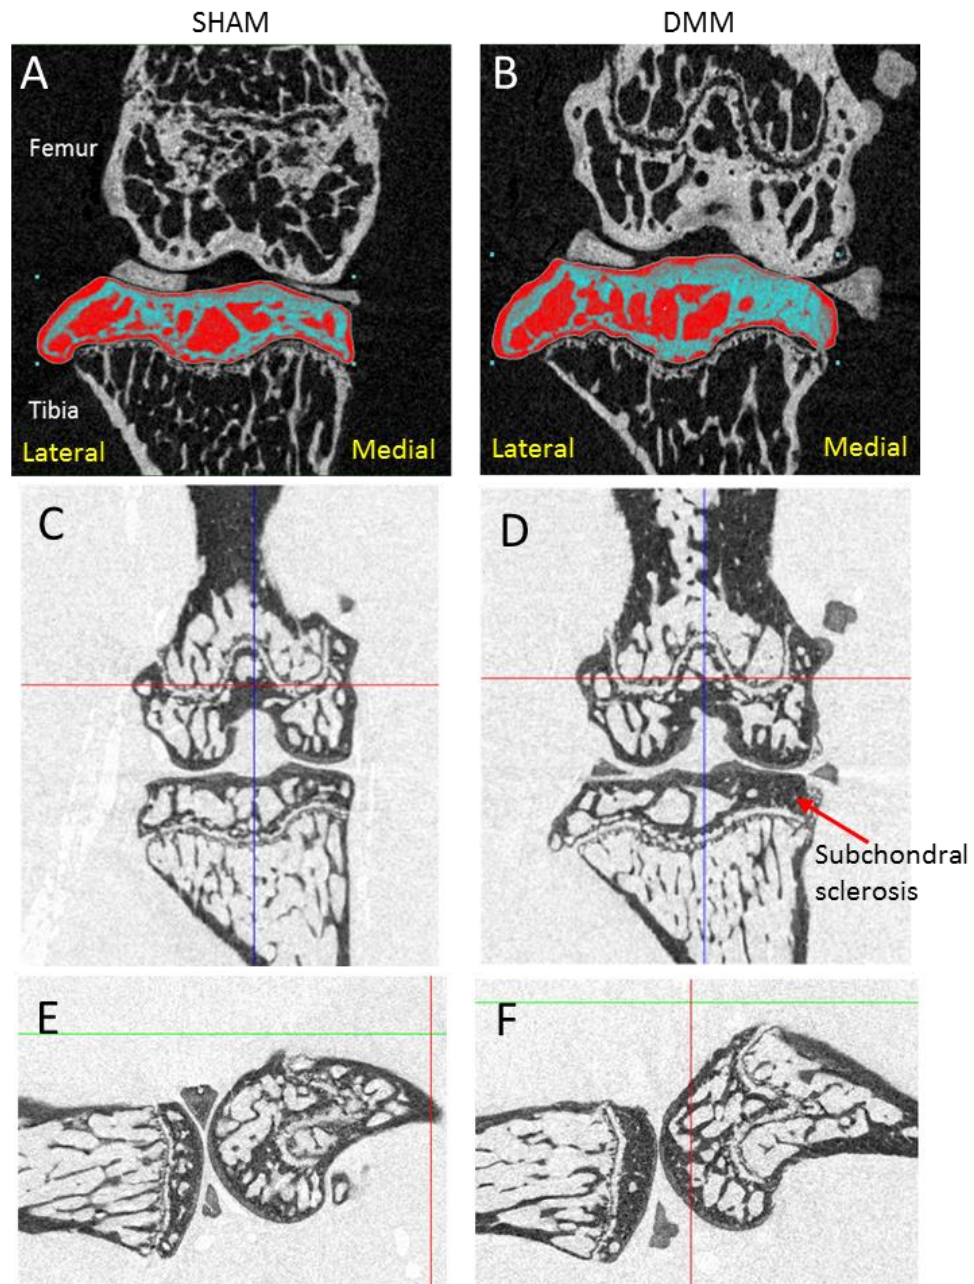 SHAM
DMM
A
B
Femur
Tibia
Lateral
Medial
Lateral
Medial
C
D
Subchondral
sclerosis
E
F